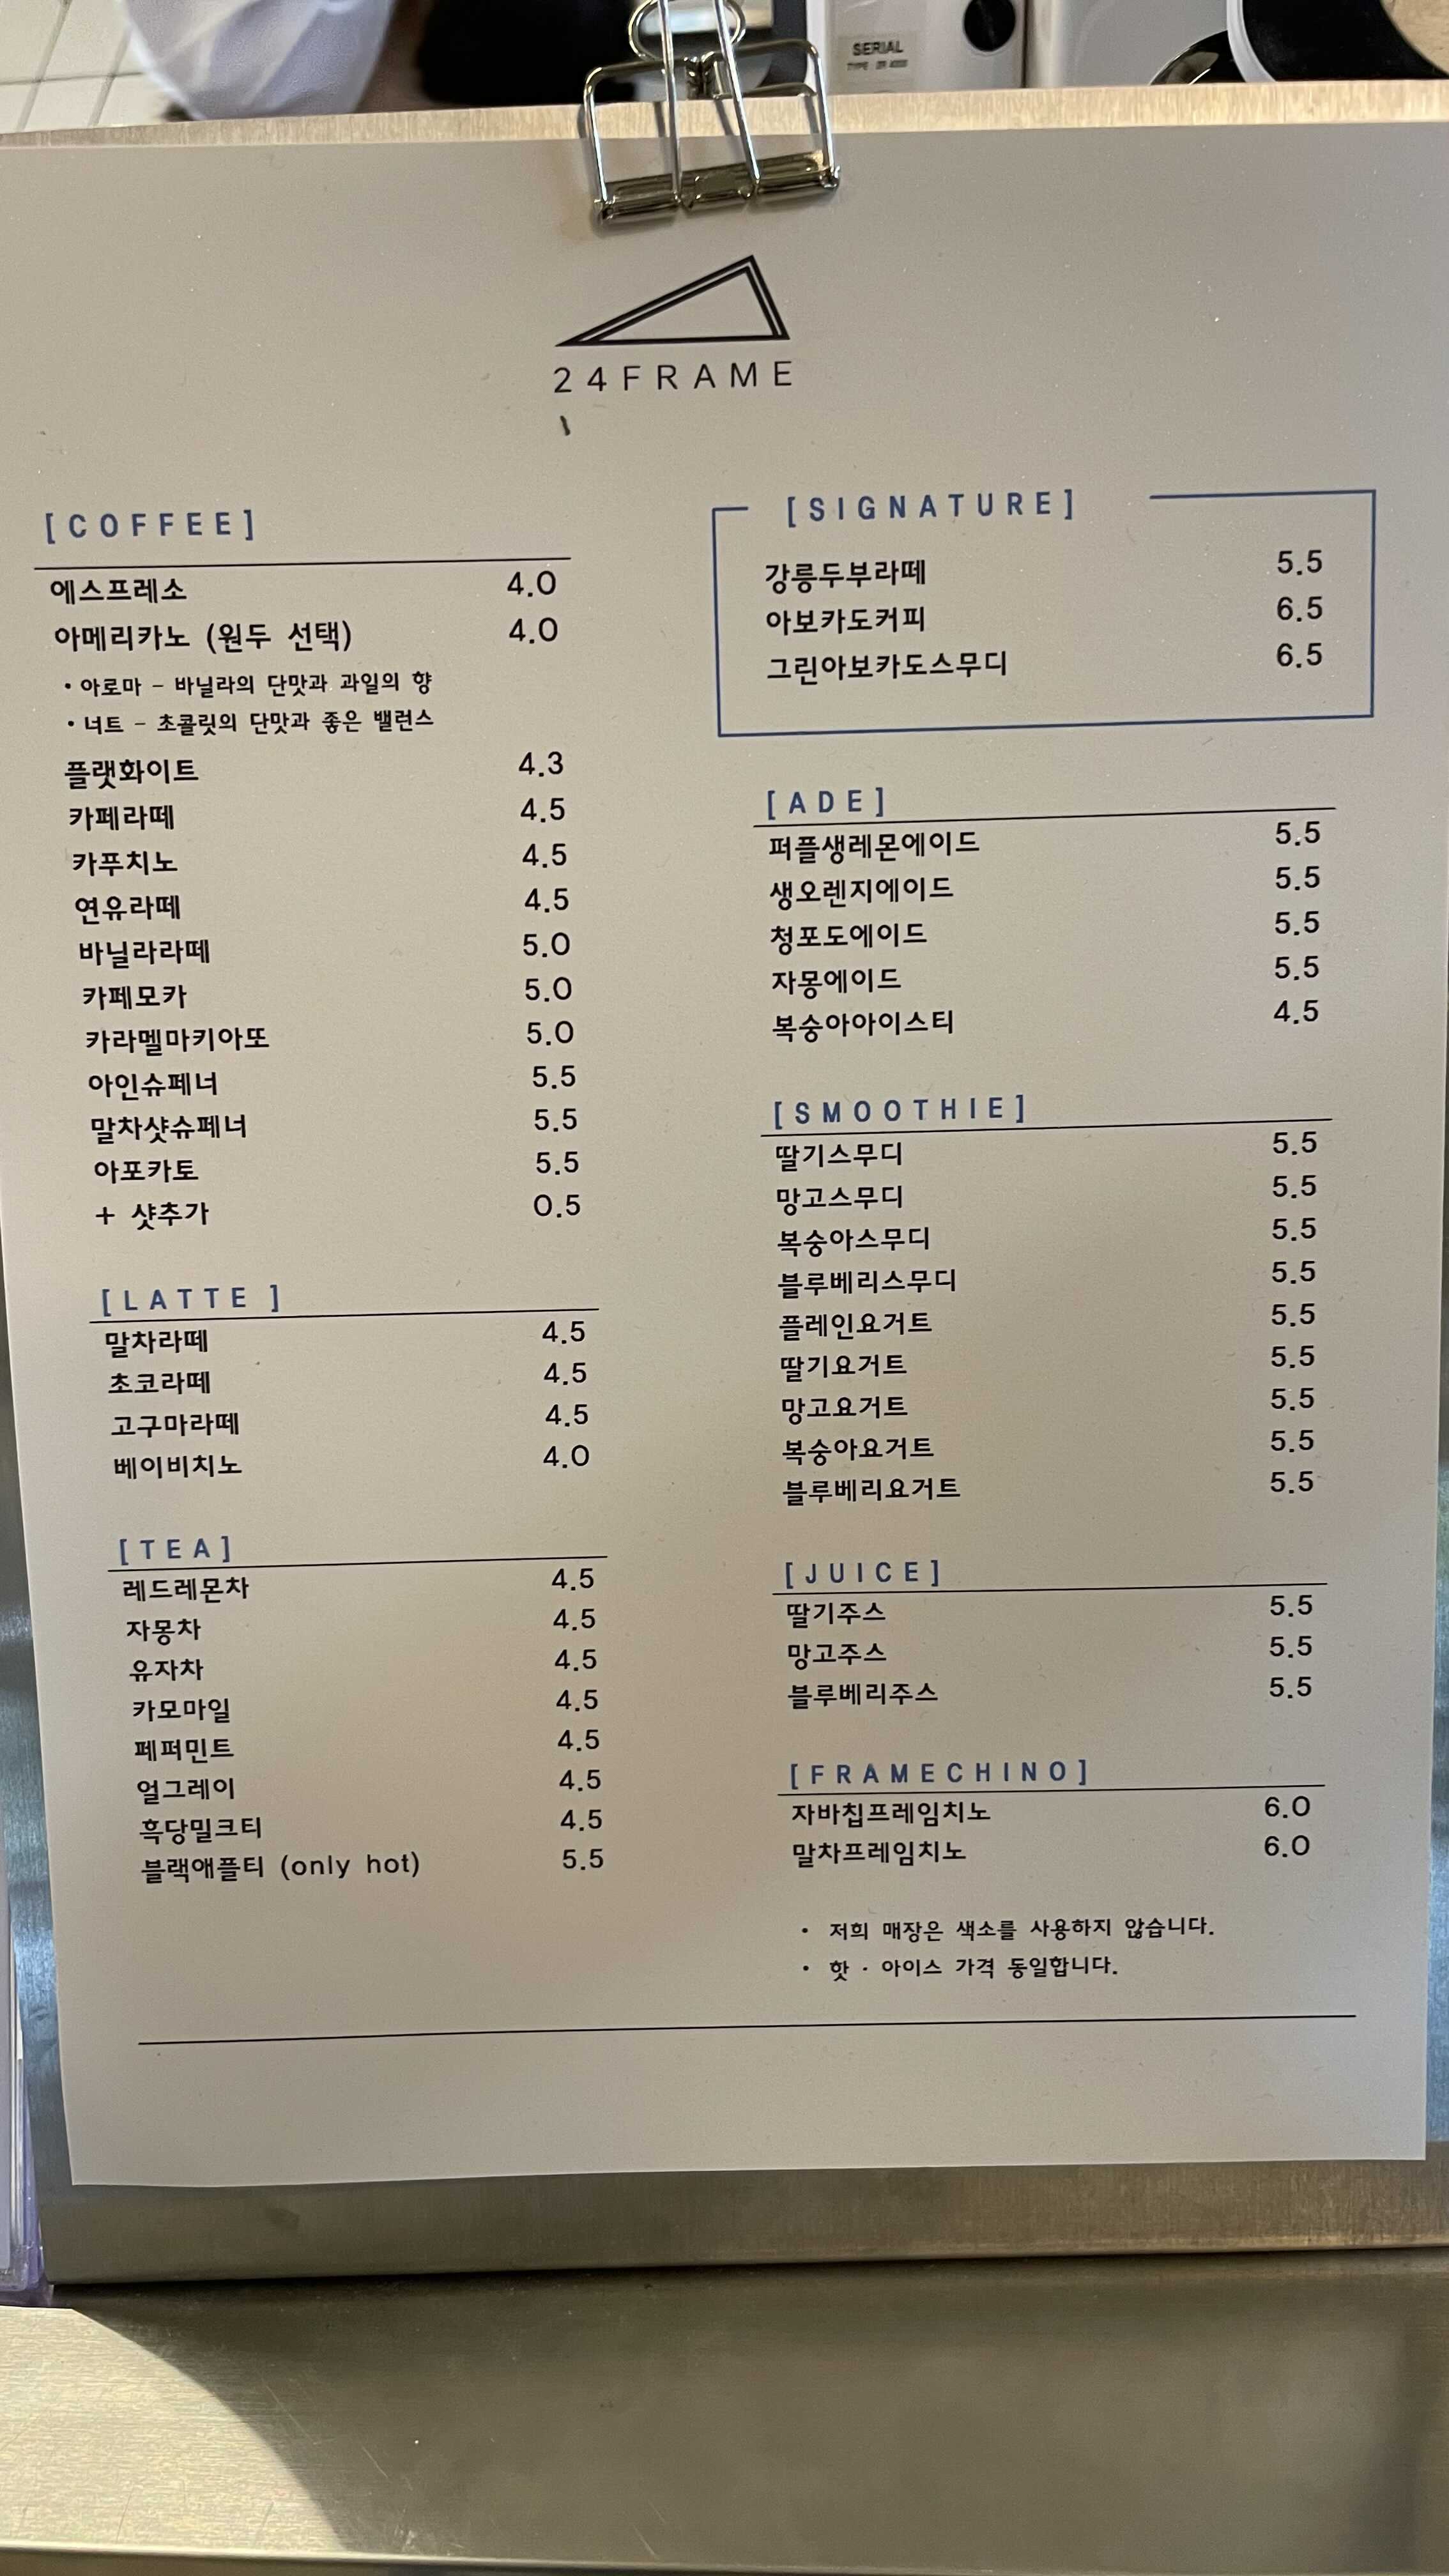 SERIAL
24FRAME
[COFFEE]
에스프레소 4.0
아메리카노 (원두 선택) 4.0
• 아로마 - 바닐라의 단맛과 과일의 향
• 너트 - 초콜릿의 단맛과 좋은 밸런스
플랫화이트 4.3
카페라떼 4.5
카푸치노 4.5
연유라떼 4.5
바닐라라떼 5.0
카페모카 5.0
카라멜마키아또 5.0
아인슈페너 5.5
말차샷슈페너 5.5
아포카토 5.5
+ 샷추가 0.5
[LATTE ]
말차라떼 4.5
초코라떼 4.5
고구마라떼 4.5
베이비치노 4.0
[TEA]
레드레몬차 4.5
자몽차 4.5
유자차 4.5
카모마일 4.5
페퍼민트 4.5
얼그레이 4.5
흑당밀크티 4.5
블랙애플티 (only hot) 5.5
[SIGNATURE]
강릉두부라떼 5.5
아보카도커피 6.5
그린아보카도스무디 6.5
[ADE]
퍼플생레몬에이드 5.5
생오렌지에이드 5.5
청포도에이드 5.5
자몽에이드 5.5
복숭아아이스티 4.5
[SMOOTHIE]
딸기스무디 5.5
망고스무디 5.5
복숭아스무디 5.5
블루베리스무디 5.5
플레인요거트 5.5
딸기요거트 5.5
망고요거트 5.5
복숭아요거트 5.5
블루베리요거트 5.5
[JUICE]
딸기주스 5.5
망고주스 5.5
블루베리주스 5.5
[FRAMECHINO]
자바칩프레임치노 6.0
말차프레임치노 6.0
• 저희 매장은 색소를 사용하지 않습니다.
• 핫 · 아이스 가격 동일합니다.